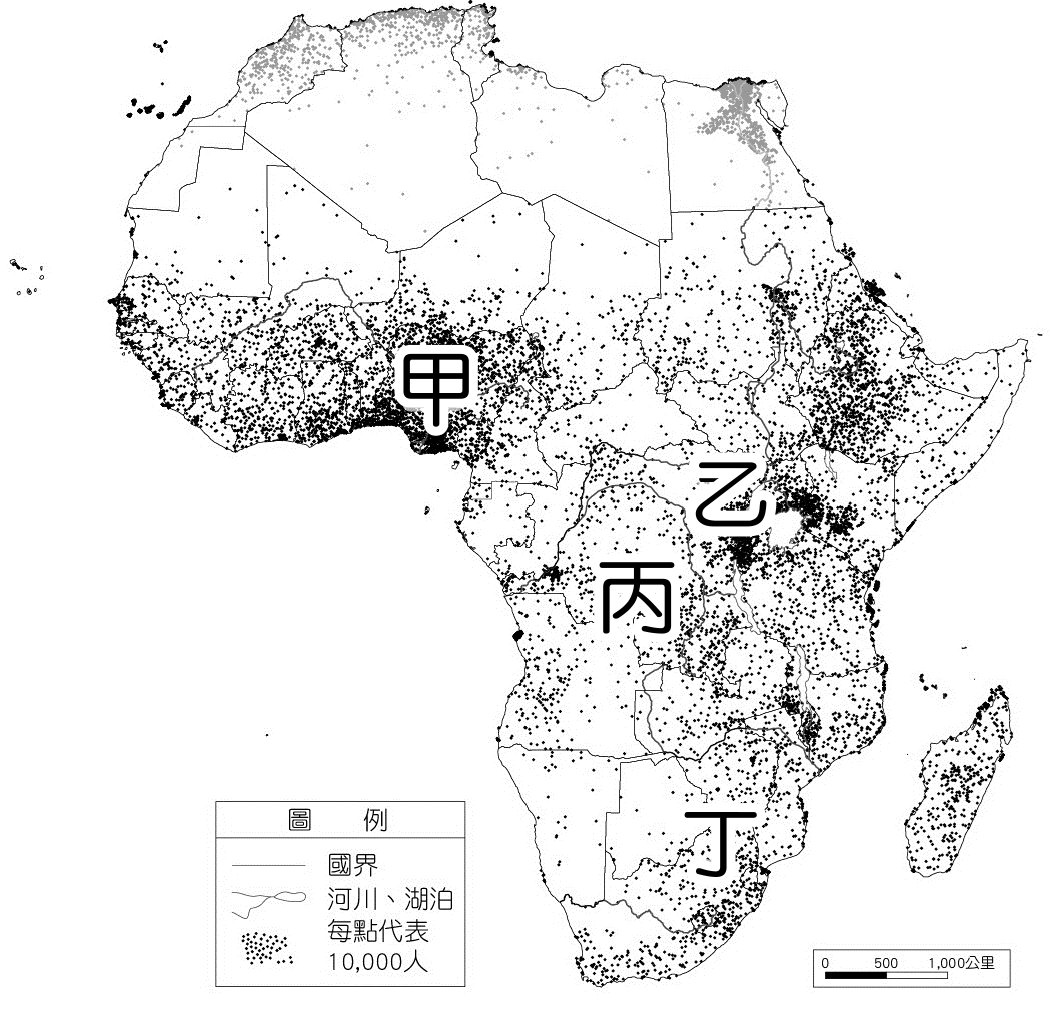 甲
乙
丙
丁
圖 例
國界
河川、湖泊
每點代表
10,000人
0 500 1,000公里